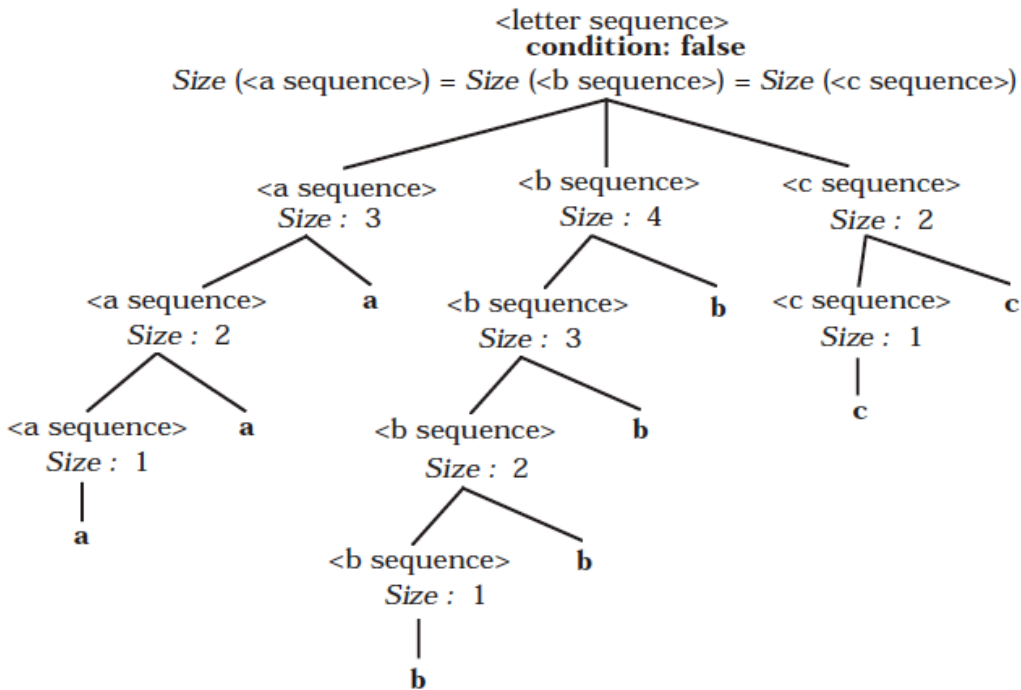 <letter sequence>
condition: false
Size (<a sequence>) = Size (<b sequence>) = Size (<c sequence>)
<a sequence> <b sequence> <c sequence>
Size : 3 Size : 4 Size : 2
<a sequence> a <b sequence> b <c sequence> c
Size : 2 Size : 3 Size : 1
<a sequence> a <b sequence> b c
Size : 1 Size : 2
a
<b sequence> b
Size : 1
b